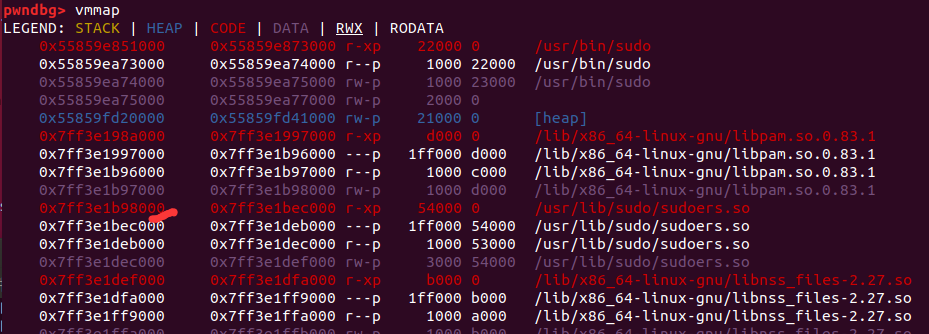 pwndbg> vmmap
LEGEND: STACK | HEAP | CODE | DATA | RWX | RODATA
0x55859e851000 0x55859e873000 r-xp 22000 0 /usr/bin/sudo
0x55859ea73000 0x55859ea74000 r--p 1000 22000 /usr/bin/sudo
0x55859ea74000 0x55859ea75000 rw-p 1000 23000 /usr/bin/sudo
0x55859ea75000 0x55859ea77000 rw-p 2000 0
0x55859fd20000 0x55859fd41000 rw-p 21000 0 [heap]
0x7ff3e198a000 0x7ff3e1997000 r-xp d000 0 /lib/x86_64-linux-gnu/libpam.so.0.83.1
0x7ff3e1997000 0x7ff3e1b96000 ---p 1ff000 d000 /lib/x86_64-linux-gnu/libpam.so.0.83.1
0x7ff3e1b96000 0x7ff3e1b97000 r--p 1000 c000 /lib/x86_64-linux-gnu/libpam.so.0.83.1
0x7ff3e1b97000 0x7ff3e1b98000 rw-p 1000 d000 /lib/x86_64-linux-gnu/libpam.so.0.83.1
0x7ff3e1b98000 0x7ff3e1bec000 r-xp 54000 0 /usr/lib/sudo/sudoers.so
0x7ff3e1bec000 0x7ff3e1deb000 ---p 1ff000 54000 /usr/lib/sudo/sudoers.so
0x7ff3e1deb000 0x7ff3e1dec000 r--p 1000 53000 /usr/lib/sudo/sudoers.so
0x7ff3e1dec000 0x7ff3e1def000 rw-p 3000 54000 /usr/lib/sudo/sudoers.so
0x7ff3e1def000 0x7ff3e1dfa000 r-xp b000 0 /lib/x86_64-linux-gnu/libnss_files-2.27.so
0x7ff3e1dfa000 0x7ff3e1ff9000 ---p 1ff000 b000 /lib/x86_64-linux-gnu/libnss_files-2.27.so
0x7ff3e1ff9000 0x7ff3e1ffa000 r--p 1000 a000 /lib/x86_64-linux-gnu/libnss_files-2.27.so